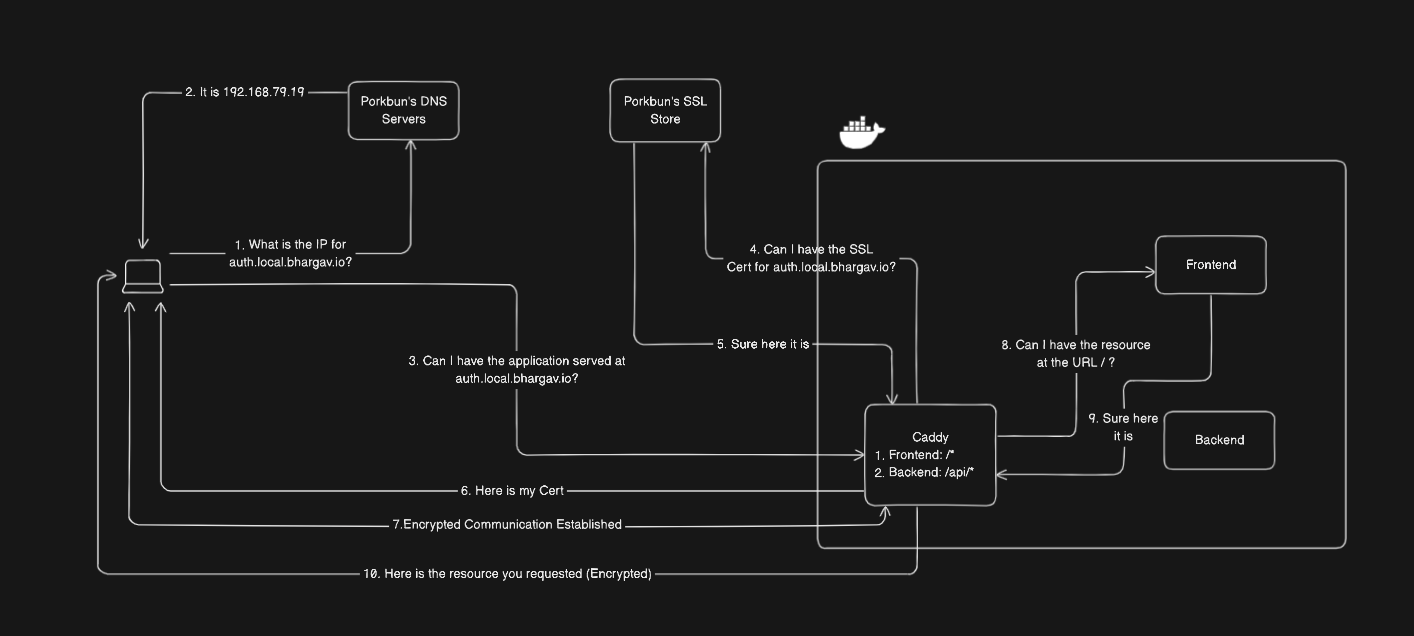 2. It is 192.168.79.19
Porkbun's DNS
Servers
Porkbun's SSL
Store
1. What is the IP for
auth.local.bhargav.io?
4. Can I have the SSL
Cert for auth.local.bhargav.io?
Frontend
5. Sure here it is
8. Can I have the resource
at the URL / ?
3. Can I have the application served at
auth.local.bhargav.io?
9. Sure here
it is
Backend
Caddy
1. Frontend: /*
2. Backend: /api/*
6. Here is my Cert
7.Encrypted Communication Established
10. Here is the resource you requested (Encrypted)